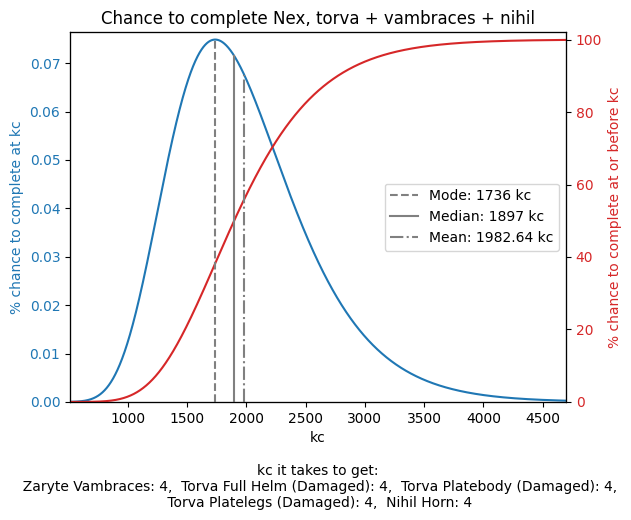 Chance to complete Nex, torva + vambraces + nihil
% chance to complete at kc
0.07
0.06
0.05
0.04
0.03
0.02
0.01
0.00
100
80
60
40
20
0
% chance to complete at or before kc
Mode: 1736 kc
Median: 1897 kc
Mean: 1982.64 kc
1000 1500 2000 2500 3000 3500 4000 4500
kc
kc it takes to get:
Zaryte Vambraces: 4,  Torva Full Helm (Damaged): 4,  Torva Platebody (Damaged): 4,
Torva Platelegs (Damaged): 4,  Nihil Horn: 4